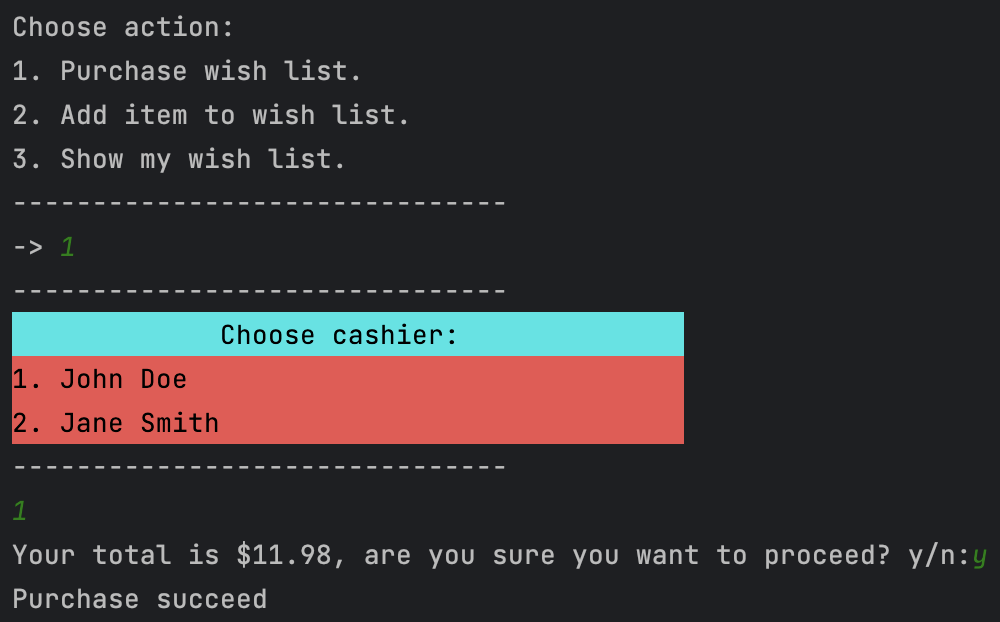 Choose action:
1. Purchase wish list.
2. Add item to wish list.
3. Show my wish list.
-------------------------------
-> 1
-------------------------------
Choose cashier:
1. John Doe
2. Jane Smith
-------------------------------
1
Your total is $11.98, are you sure you want to proceed? y/n:y
Purchase succeed